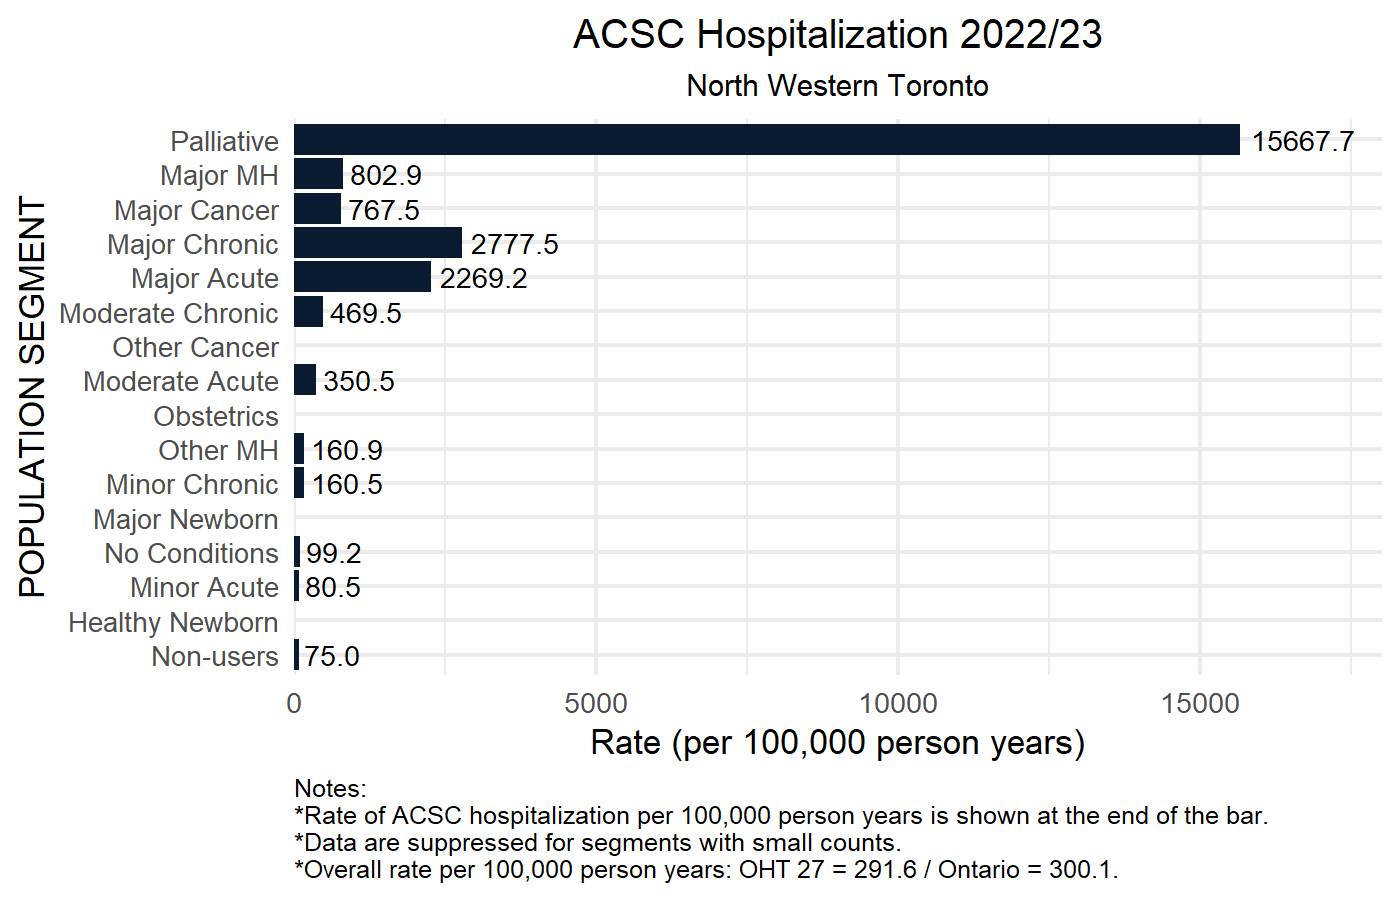 ACSC Hospitalization 2022/23
North Western Toronto
POPULATION SEGMENT
Palliative 15667.7
Major MH 802.9
Major Cancer 767.5
Major Chronic 2777.5
Major Acute 2269.2
Moderate Chronic 469.5
Other Cancer
Moderate Acute 350.5
Obstetrics
Other MH 160.9
Minor Chronic 160.5
Major Newborn
No Conditions 99.2
Minor Acute 80.5
Healthy Newborn
Non-users 75.0
0 5000 10000 15000
Rate (per 100,000 person years)
Notes:
*Rate of ACSC hospitalization per 100,000 person years is shown at the end of the bar.
*Data are suppressed for segments with small counts.
*Overall rate per 100,000 person years: OHT 27 = 291.6 / Ontario = 300.1.